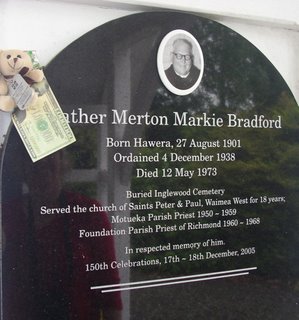 ather Merton Markie Bradford
Born Hawera, 27 August 1901
Ordained 4 December 1938
Died 12 May 1973
Buried Inglewood Cemetery
Served the church of Saints Peter & Paul, Waimea West for 18 years;
Motueka Parish Priest 1950 ~ 1959
Foundation Parish Priest of Richmond 1960 ~ 1968
In respected memory of him.
150th Celebrations, 17th ~ 18th December, 2005